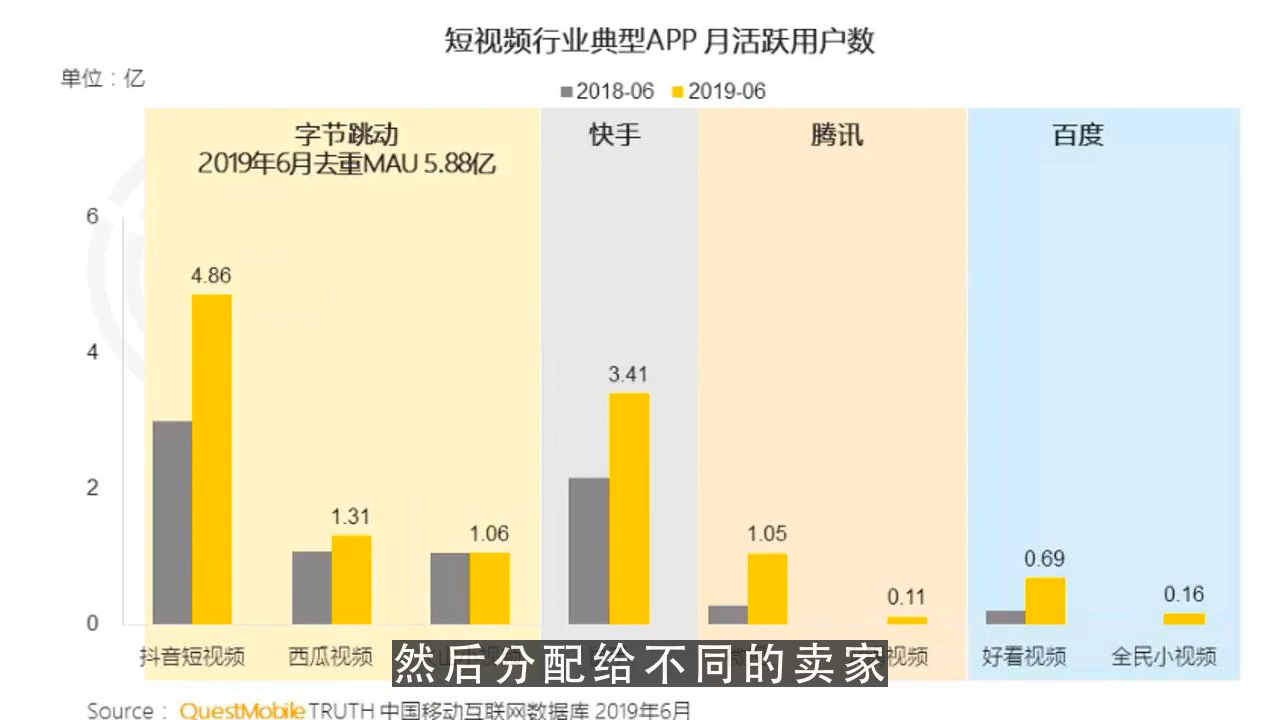 短视频行业典型APP 月活跃用户数
单位：亿
2018-06 2019-06
字节跳动 快手 腾讯 百度
2019年6月去重MAU 5.88亿
6
4.86
4
3.41
2
1.31 1.06 1.05 0.69
0.11 0.16
0
抖音短视频 西瓜视频 视频 好看视频 全民小视频
然后分配给不同的卖家
Source： QuestMobile TRUTH 中国移动互联网数据库 2019年6月